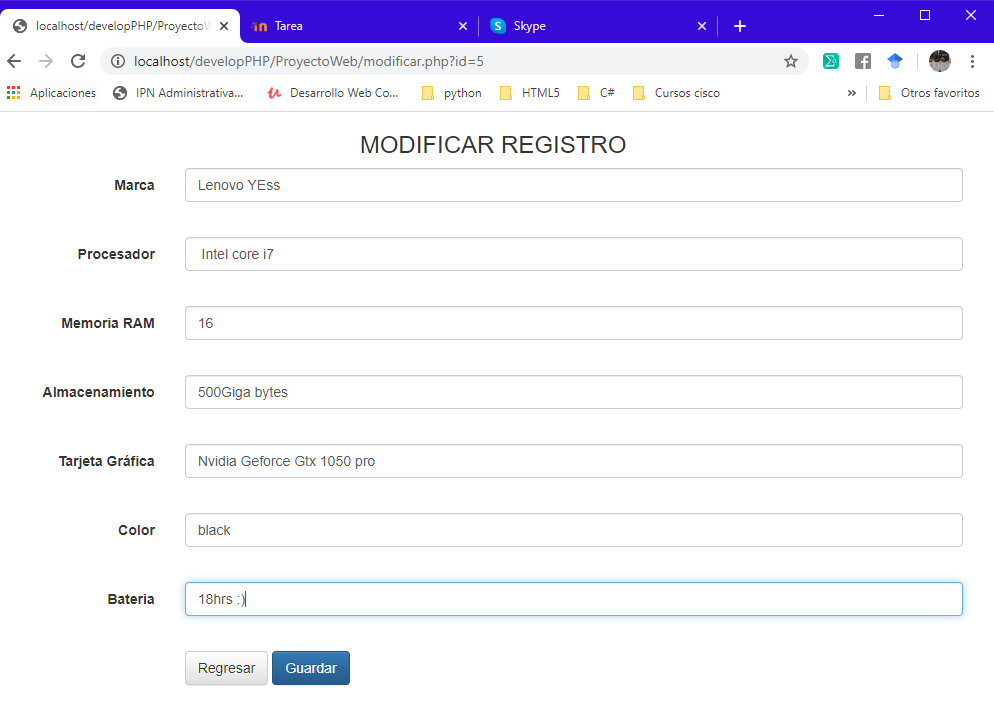 localhost/developPHP/ProyectoW
Tarea
Skype
localhost/developPHP/ProyectoWeb/modificar.php?id=5
Aplicaciones IPN Administrativa... Desarrollo Web Co... python HTML5 C# Cursos cisco » Otros favoritos
MODIFICAR REGISTRO
Marca Lenovo YEss
Procesador Intel core i7
Memoria RAM 16
Almacenamiento 500Giga bytes
Tarjeta Gráfica Nvidia Geforce Gtx 1050 pro
Color black
Bateria 18hrs :)
Regresar Guardar